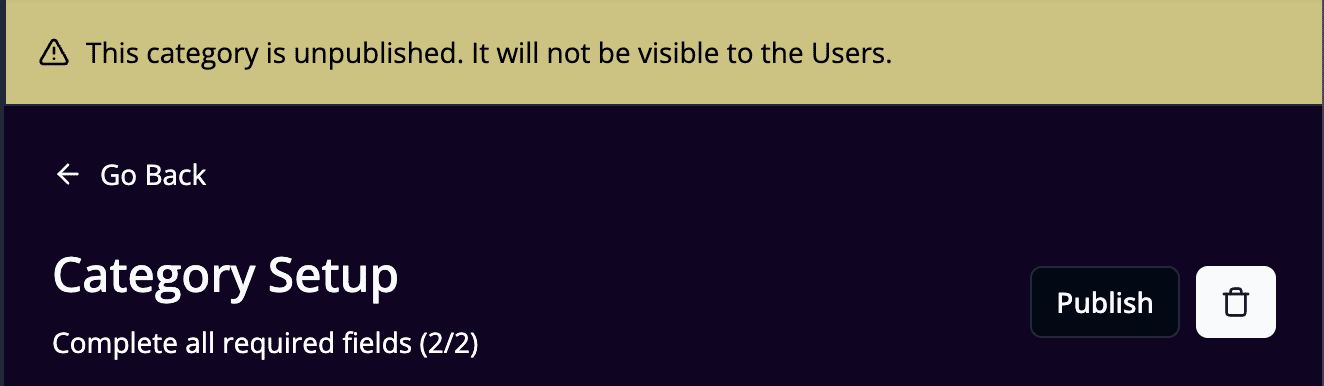 This category is unpublished. It will not be visible to the Users.
Go Back
Category Setup
Publish
Complete all required fields (2/2)